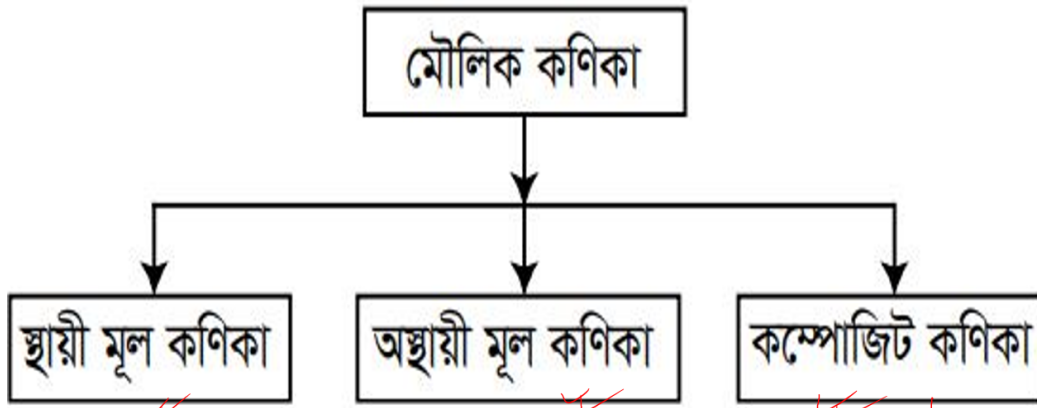 মৌলিক কণিকা
স্থায়ী মূল কণিকা
অস্থায়ী মূল কণিকা
কম্পোজিট কণিকা